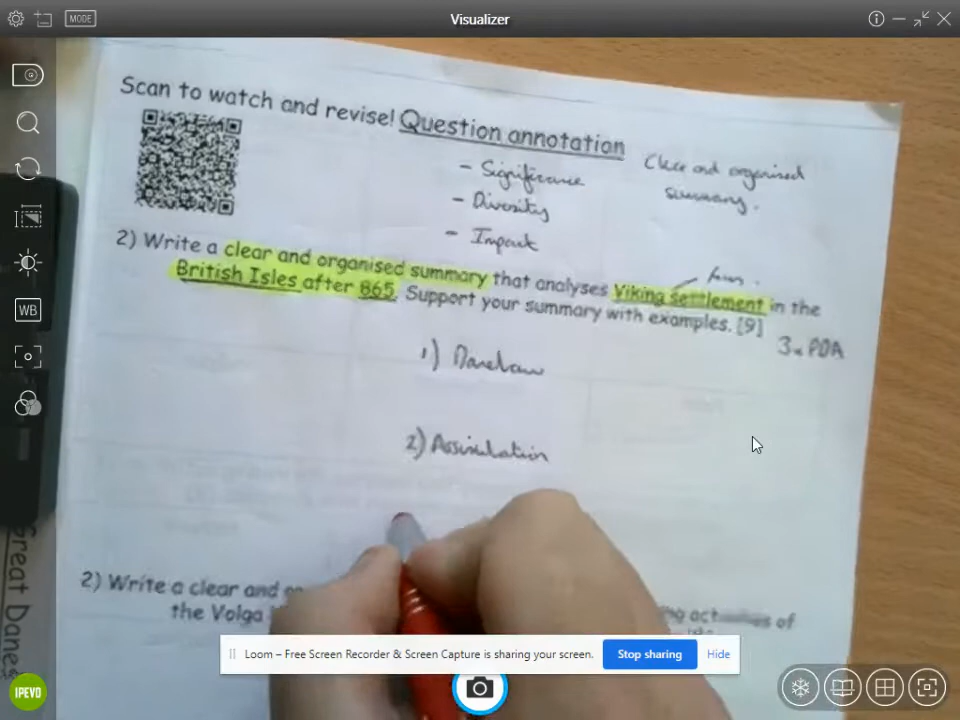 Visualizer
MODE
Scan to watch and revise! Question annotation
- Significance
- Diversity
- Impact
Clear and organised
summary.
2) Write a clear and organised summary that analyses Viking settlement in the
British Isles after 865. Support your summary with examples. [9]
3x PDA
1) Danelaw
2) Assimilation
WB
2) Write a clear and
the Volga
of
Great Danes
Loom – Free Screen Recorder & Screen Capture is sharing your screen.
Stop sharing
Hide
IPEVO